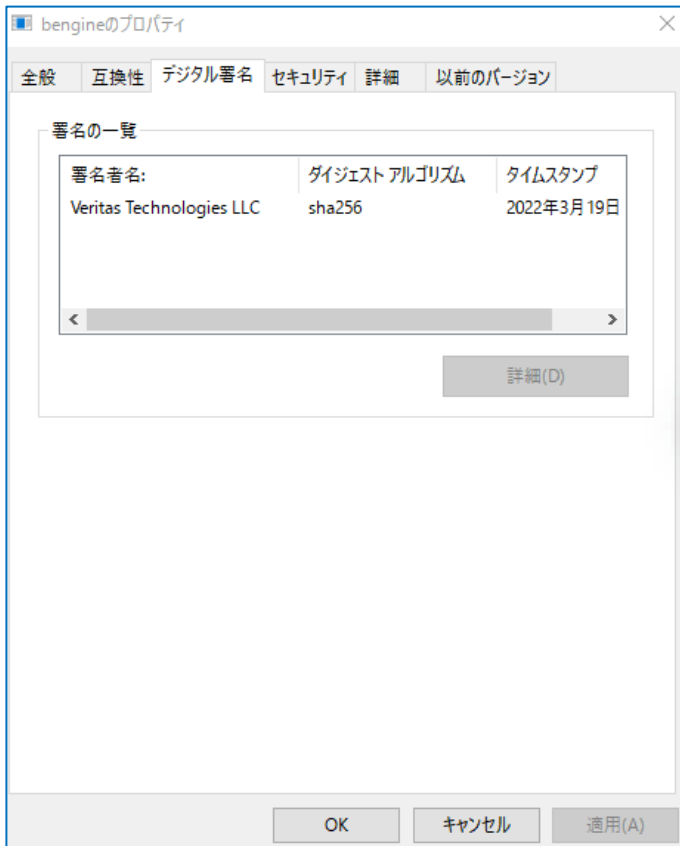 bengineのプロパティ
全般 互換性 デジタル署名 セキュリティ 詳細 以前のバージョン
署名の一覧
署名者名: ダイジェスト アルゴリズム タイムスタンプ
Veritas Technologies LLC sha256 2022年3月19日
詳細(D)
OK キャンセル 適用(A)